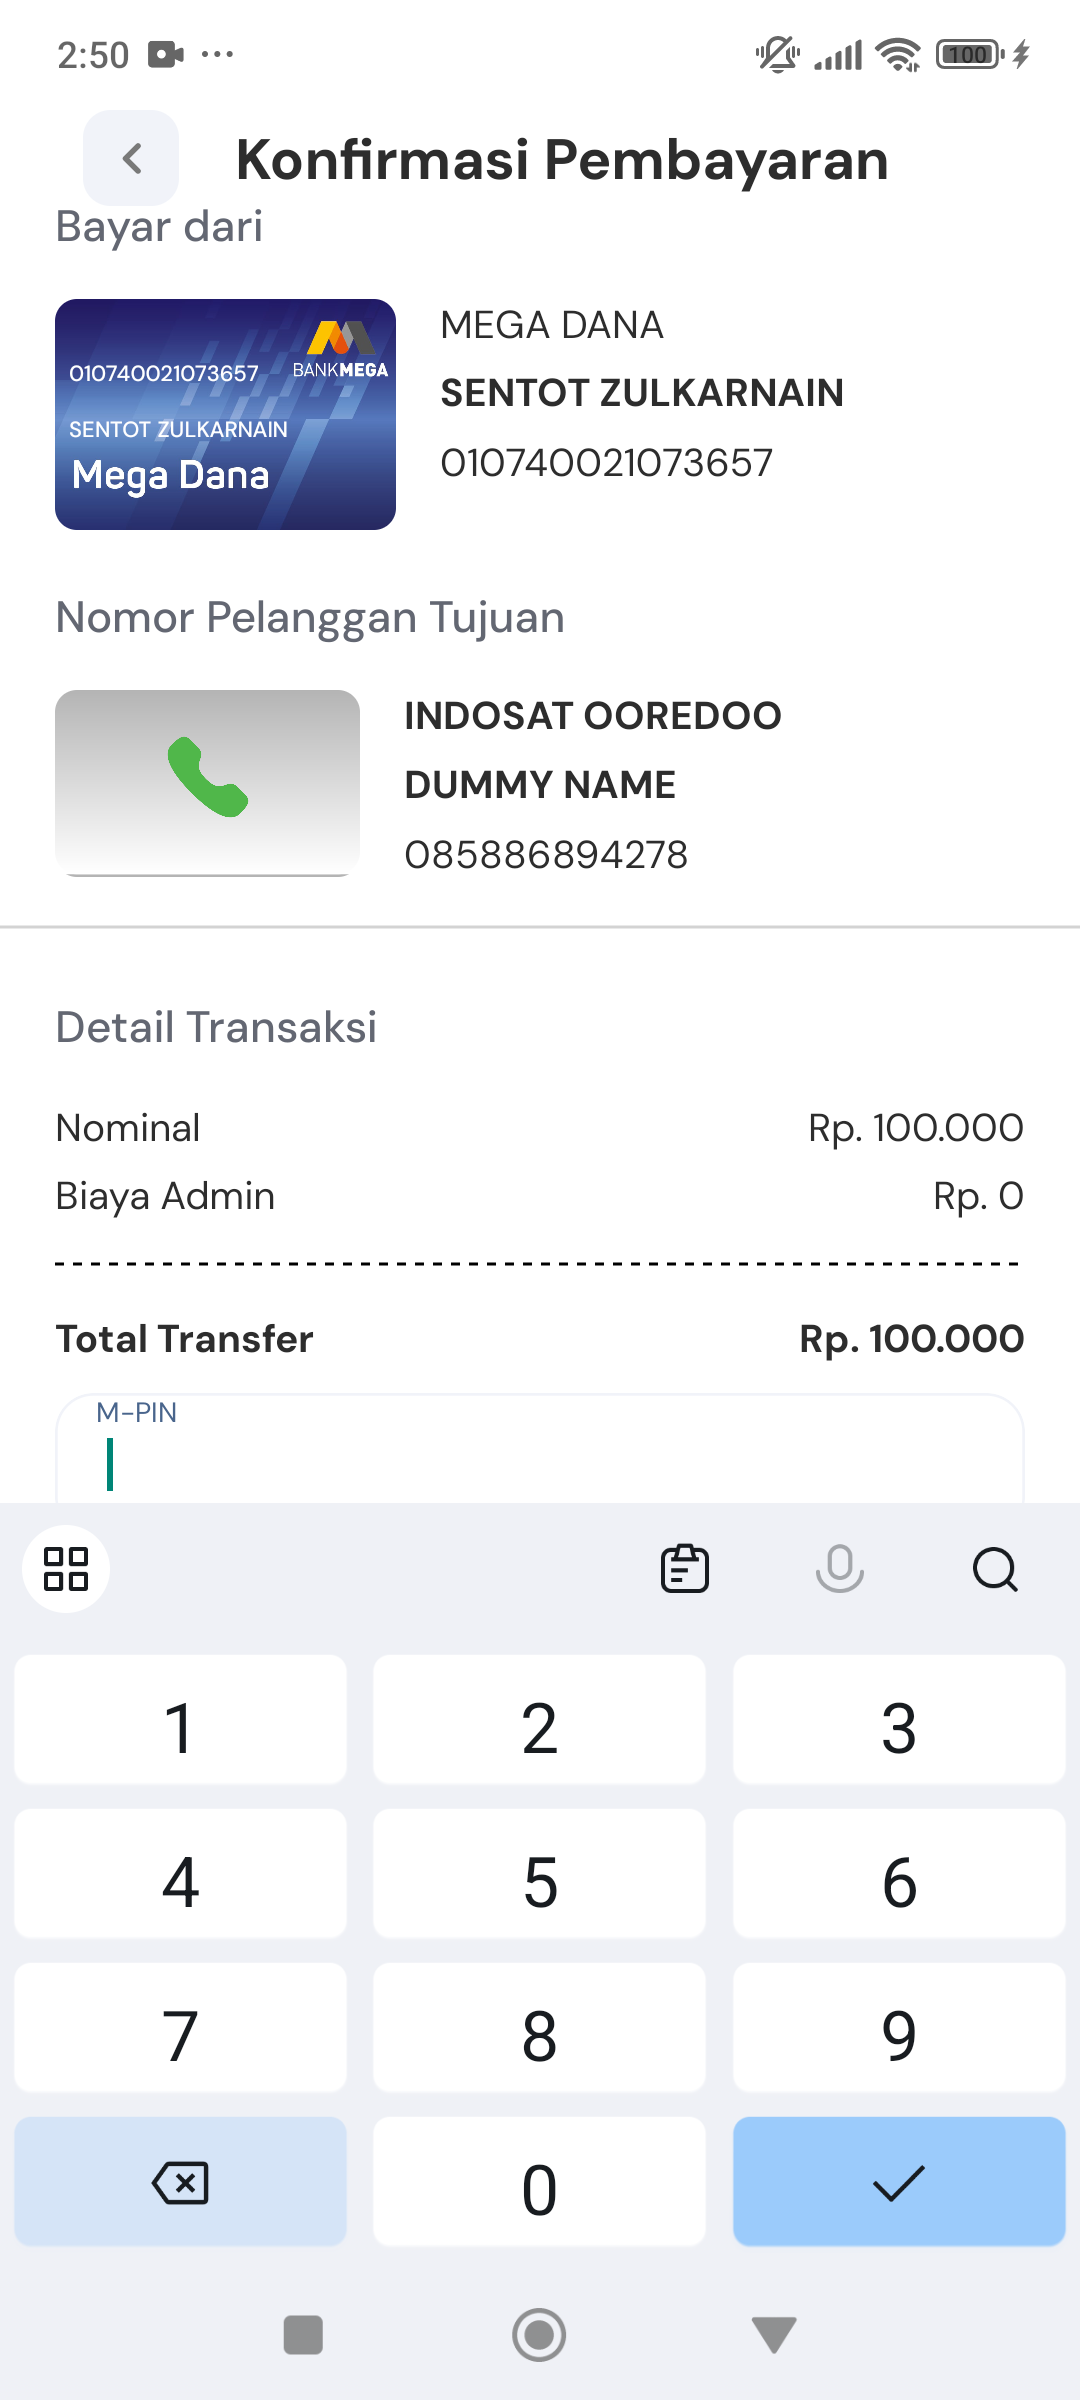 2:50
100
Konfirmasi Pembayaran
Bayar dari
010740021073657
BANKMEGA
SENTOT ZULKARNAIN
Mega Dana
MEGA DANA
SENTOT ZULKARNAIN
010740021073657
Nomor Pelanggan Tujuan
INDOSAT OOREDOO
DUMMY NAME
085886894278
Detail Transaksi
Nominal Rp. 100.000
Biaya Admin Rp. 0
Total Transfer Rp. 100.000
M-PIN
1 2 3
4 5 6
7 8 9
0